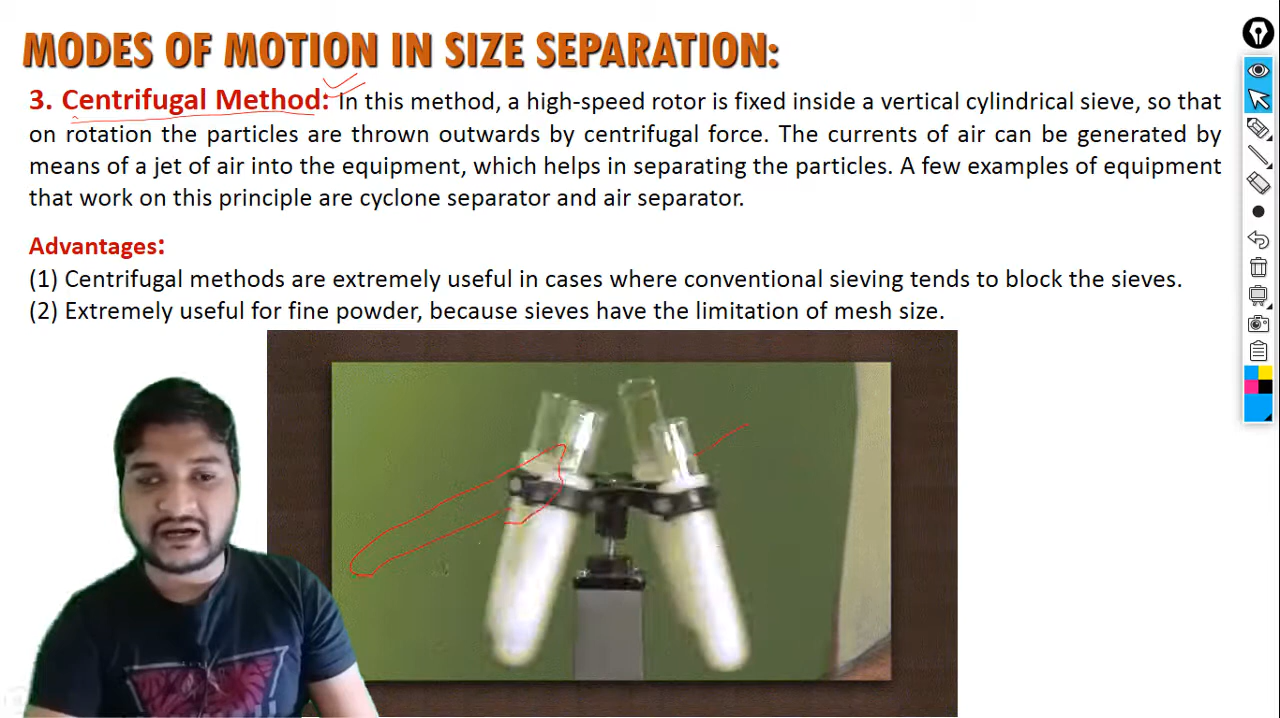 MODES OF MOTION IN SIZE SEPARATION:
3. Centrifugal Method: In this method, a high-speed rotor is fixed inside a vertical cylindrical sieve, so that
on rotation the particles are thrown outwards by centrifugal force. The currents of air can be generated by
means of a jet of air into the equipment, which helps in separating the particles. A few examples of equipment
that work on this principle are cyclone separator and air separator.
Advantages:
(1) Centrifugal methods are extremely useful in cases where conventional sieving tends to block the sieves.
(2) Extremely useful for fine powder, because sieves have the limitation of mesh size.